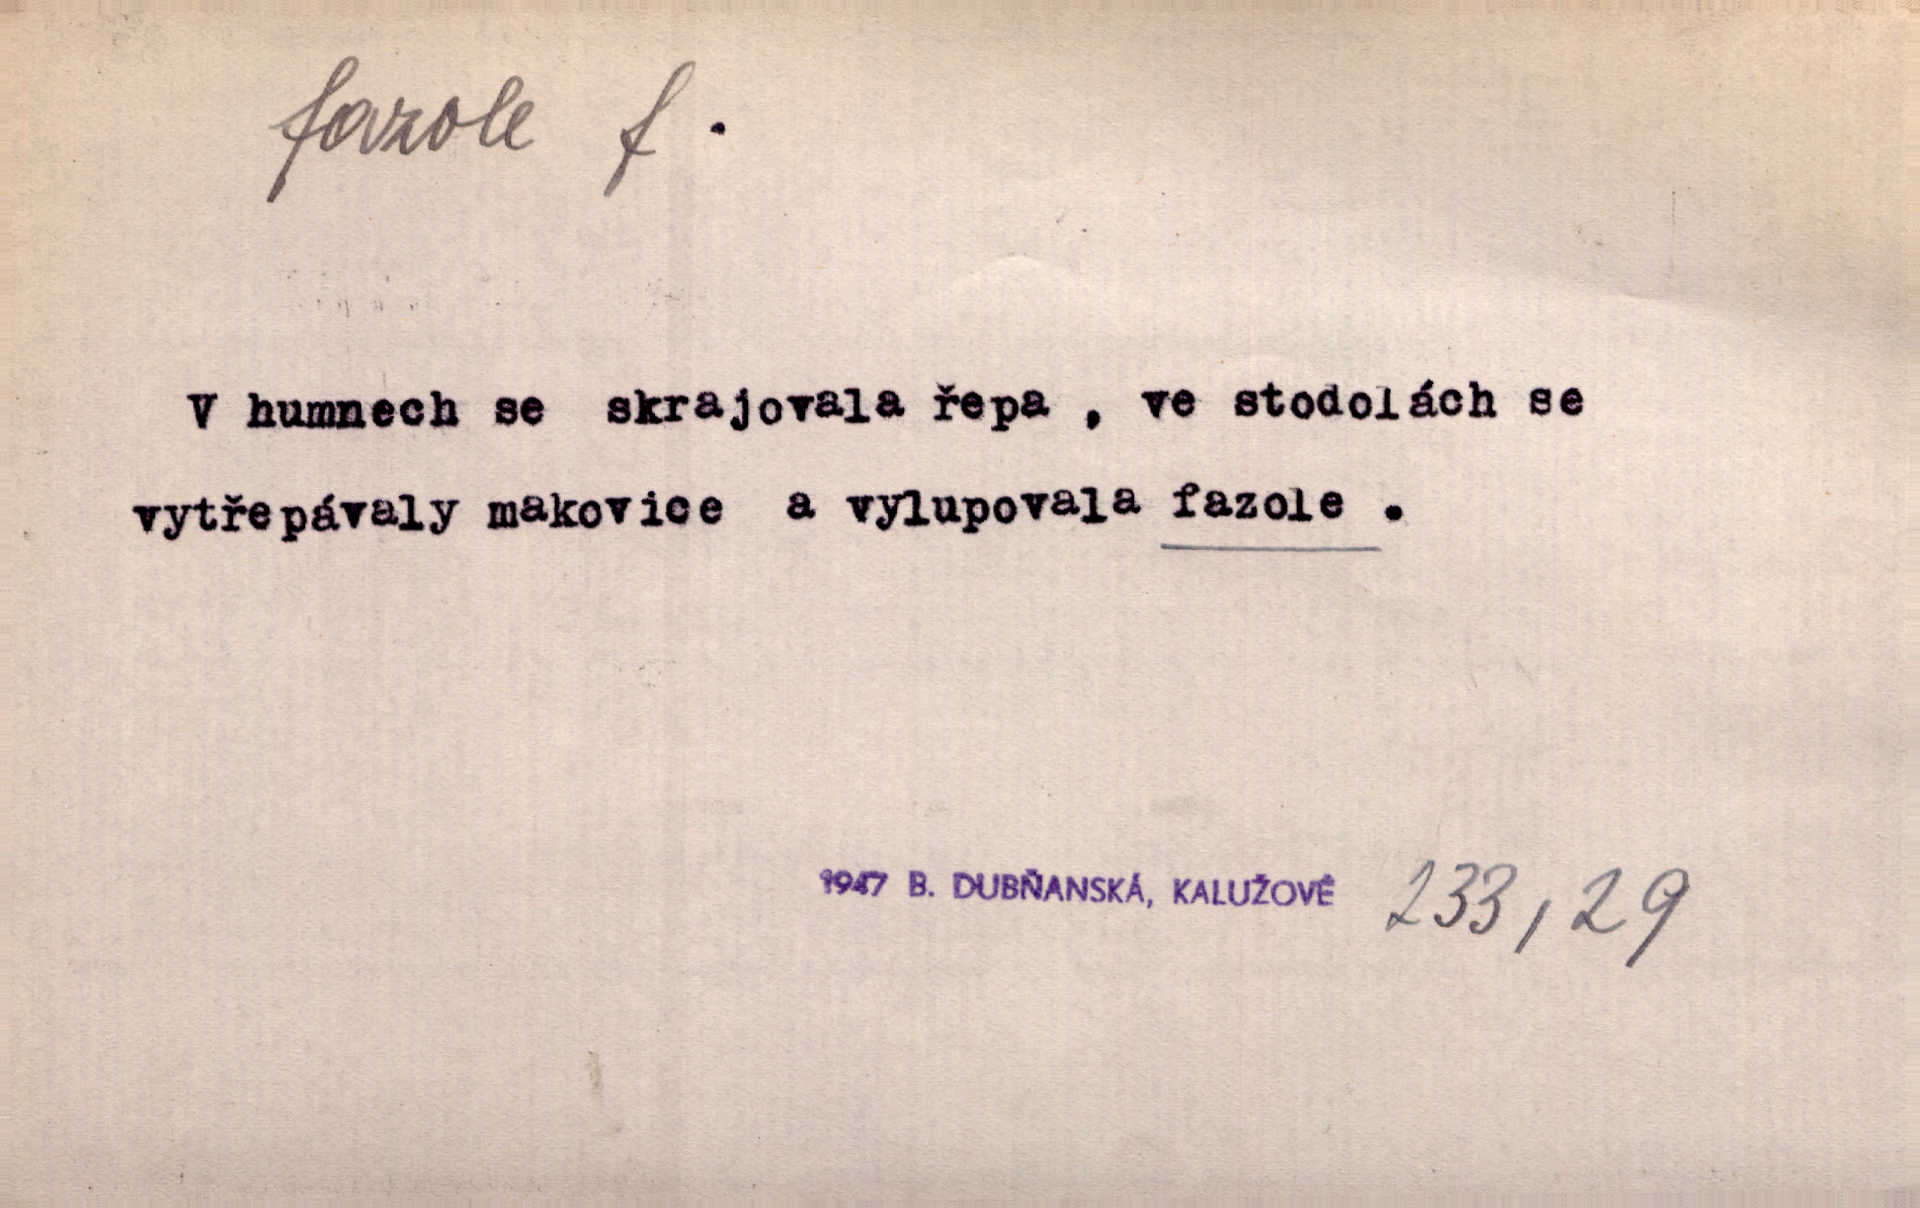 fazole f.
V humnech se skrajovala řepa , ve stodolách se
vytřepávaly makovice a vylupovala fazole .
1947 B. DUBŇANSKÁ, KALUŽOVÉ 233,29